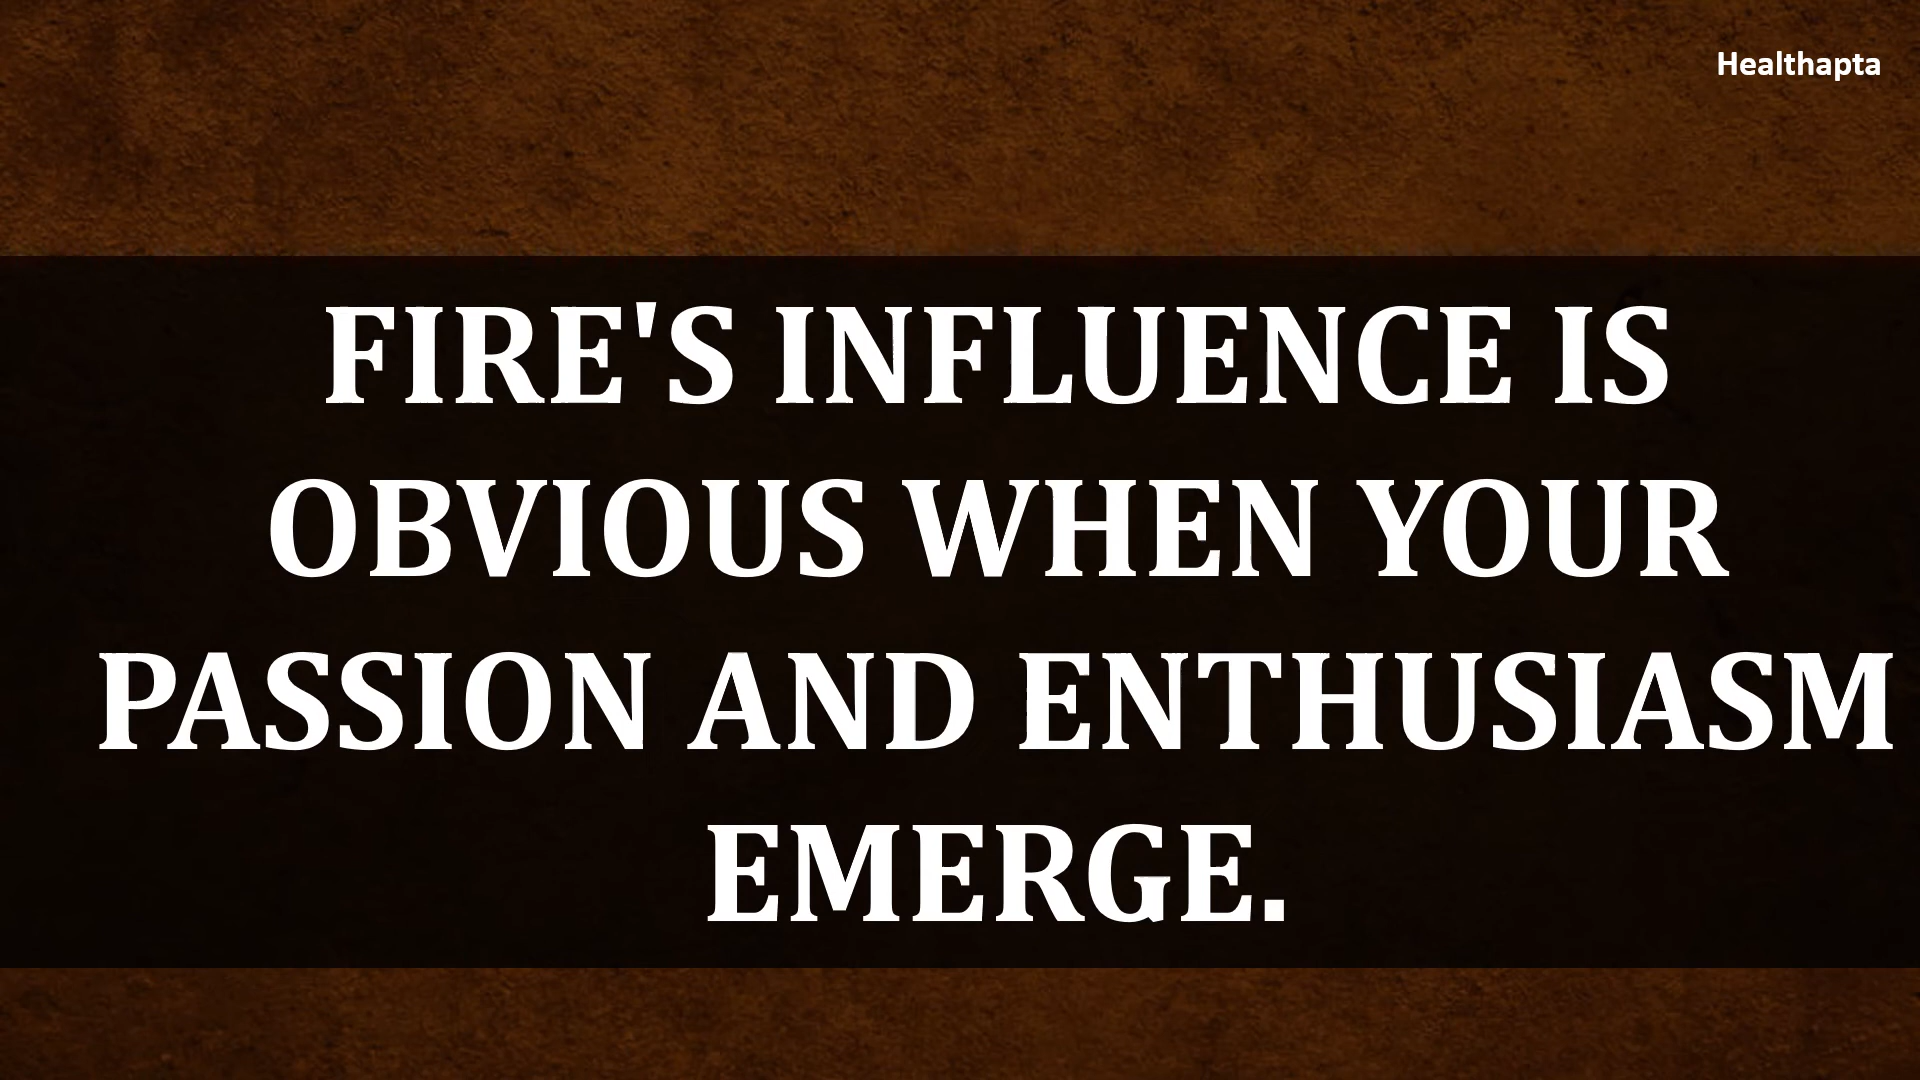 Healthapta
FIRE'S INFLUENCE IS
OBVIOUS WHEN YOUR
PASSION AND ENTHUSIASM
EMERGE.